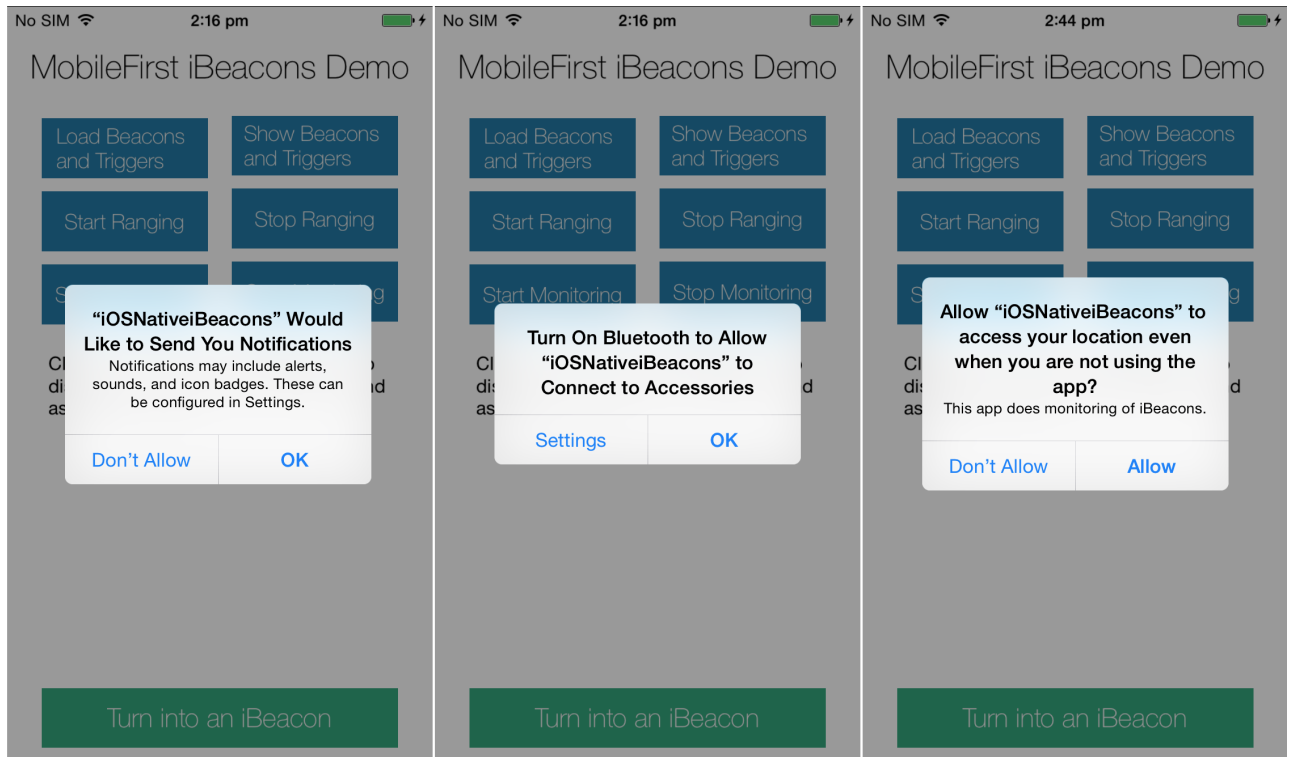 No SIM 2:16 pm
MobileFirst iBeacons Demo
Load Beacons
and Triggers
Show Beacons
and Triggers
Start Ranging
Stop Ranging
“iOSNativeiBeacons” Would
Like to Send You Notifications
Notifications may include alerts,
sounds, and icon badges. These can
be configured in Settings.
Don’t Allow
OK
Turn into an iBeacon
No SIM 2:16 pm
MobileFirst iBeacons Demo
Load Beacons
and Triggers
Show Beacons
and Triggers
Start Ranging
Stop Ranging
Start Monitoring
Stop Monitoring
Turn On Bluetooth to Allow
“iOSNativeiBeacons” to
Connect to Accessories
Settings
OK
Turn into an iBeacon
No SIM 2:44 pm
MobileFirst iBeacons Demo
Load Beacons
and Triggers
Show Beacons
and Triggers
Start Ranging
Stop Ranging
Allow “iOSNativeiBeacons” to
access your location even
when you are not using the
app?
This app does monitoring of iBeacons.
Don’t Allow
Allow
Turn into an iBeacon